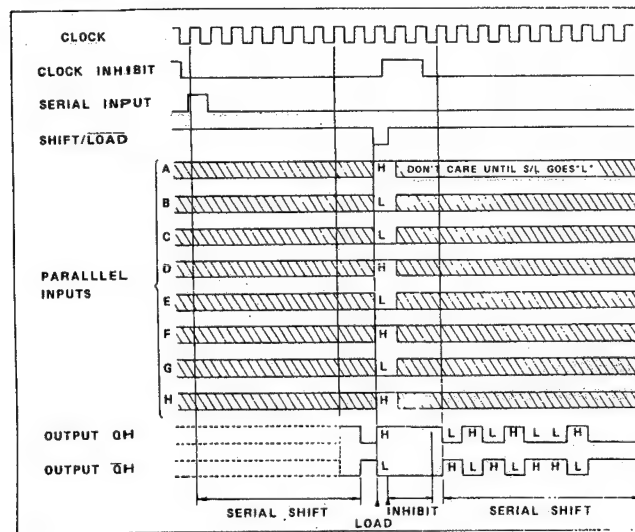 CLOCK
CLOCK INHIBIT
SERIAL INPUT
SHIFT/LOAD
A H DON'T CARE UNTIL S/L GOES"L"
B L
C L
D H
PARALLLEL
INPUTS
E L
F H
G L
H H
OUTPUT QH H L H L H L L H
OUTPUT QH L H L H L H H L
SERIAL SHIFT INHIBIT SERIAL SHIFT
LOAD